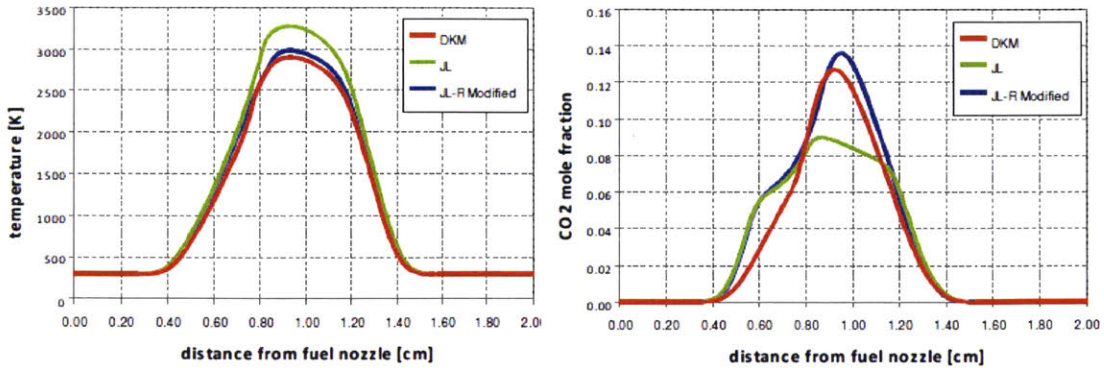 temperature [K]
3500
3000
2500
2000
1500
1000
500
0
DKM
JL
JL-R Modified
0.00 0.20 0.40 0.60 0.80 1.00 1.20 1.40 1.60 1.80 2.0
distance from fuel nozzle [cm]
CO2 mole fraction
0.16
0.14
0.12
0.10
0.08
0.06
0.04
0.02
0.00
DKM
JL
JL-R Modified
0.00 0.20 0.40 0.60 0.80 1.00 1.20 1.40 1.60 1.80 2.00
distance from fuel nozzle [cm]